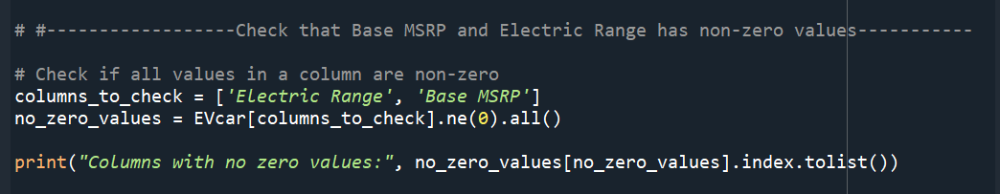 # #------------------Check that Base MSRP and Electric Range has non-zero values-----------
# Check if all values in a column are non-zero
columns_to_check = ['Electric Range', 'Base MSRP']
no_zero_values = EVcar[columns_to_check].ne(0).all()
print("Columns with no zero values:", no_zero_values[no_zero_values].index.tolist())